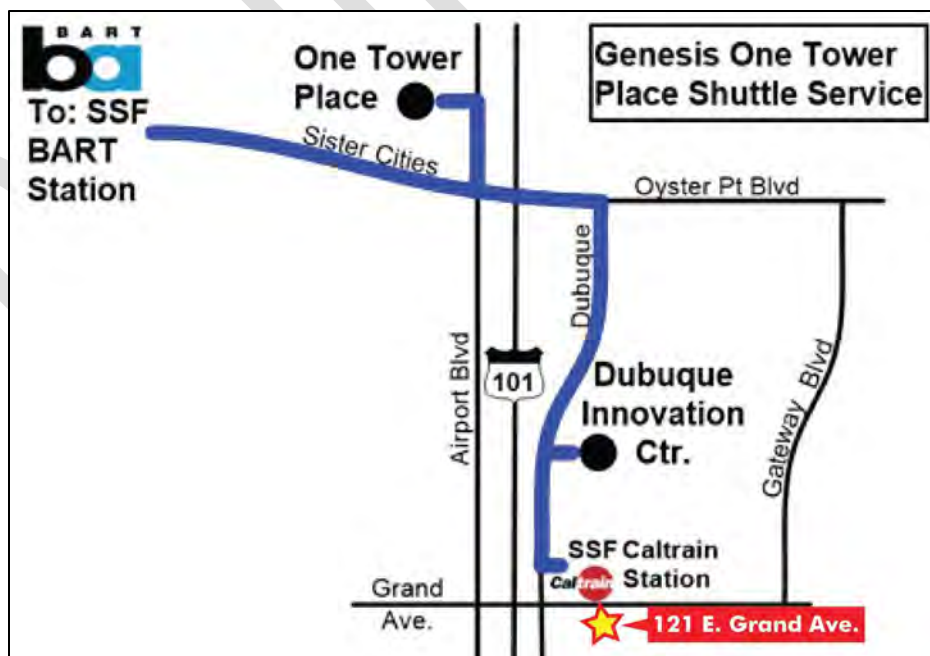 BART
ba
To: SSF
BART
Station
One Tower
Place
Genesis One Tower
Place Shuttle Service
Sister Cities
Oyster Pt Blvd
Dubuque
Airport Blvd
101
Dubuque
Innovation
Ctr.
Gateway Blvd
SSF Caltrain
Station
Caltrain
Grand
Ave.
121 E. Grand Ave.